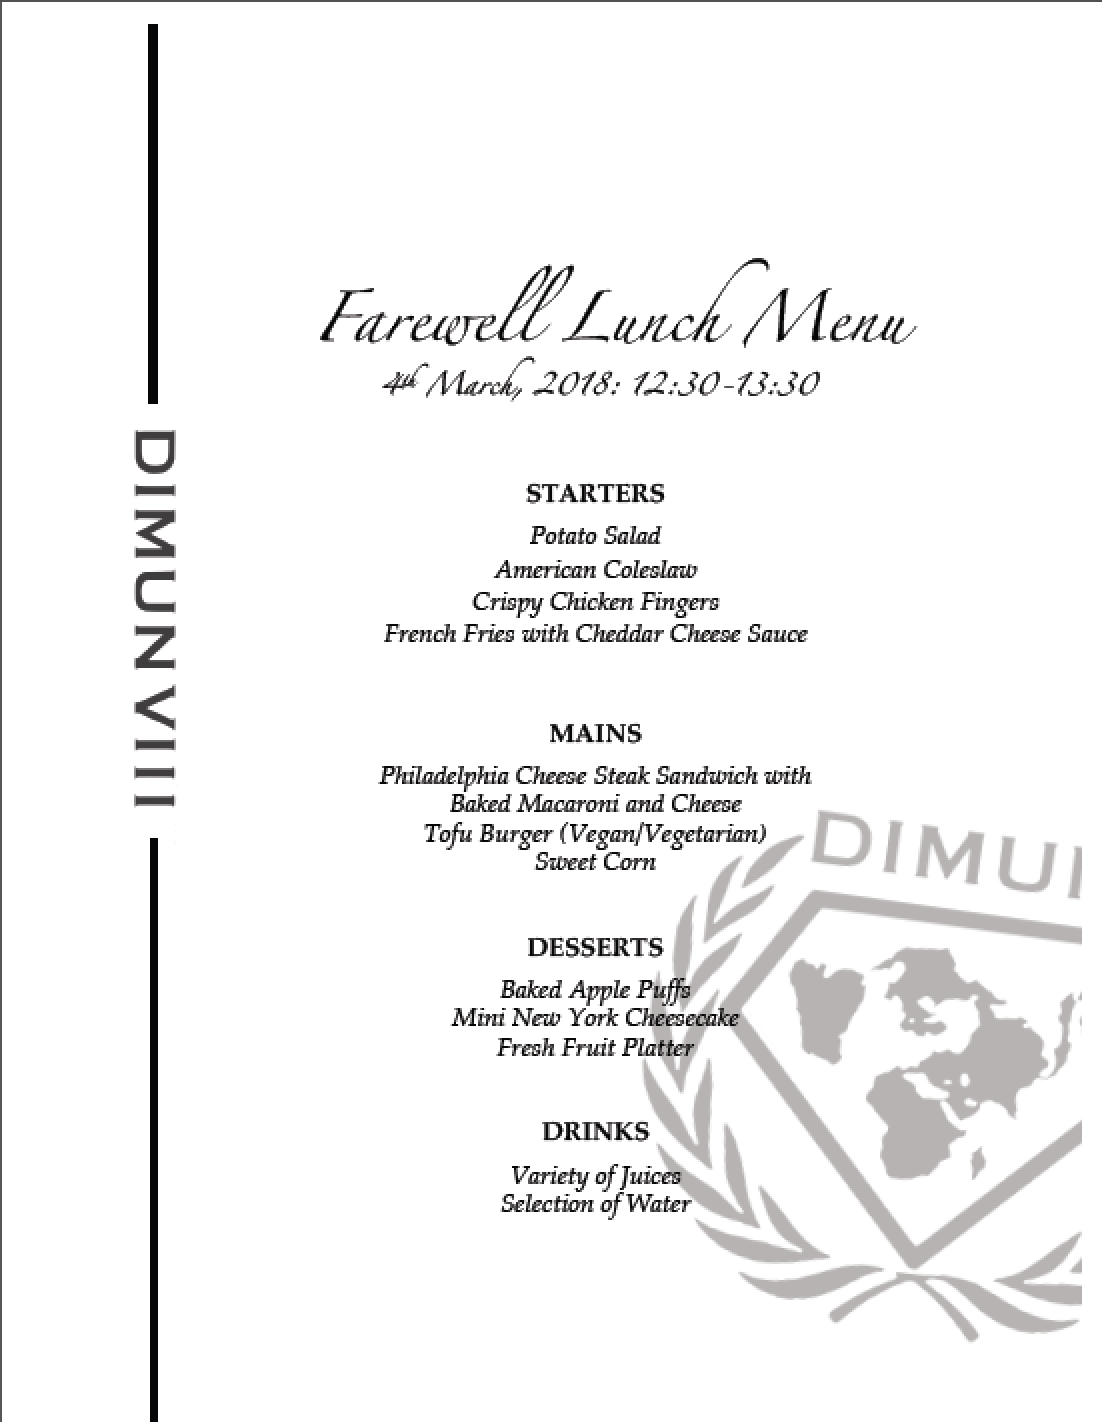 Farewell Lunch Menu
4th March, 2018: 12:30-13:30
DIMUN VIII
STARTERS
Potato Salad
American Coleslaw
Crispy Chicken Fingers
French Fries with Cheddar Cheese Sauce
MAINS
Philadelphia Cheese Steak Sandwich with
Baked Macaroni and Cheese
Tofu Burger (Vegan/Vegetarian)
Sweet Corn
DESSERTS
Baked Apple Puffs
Mini New York Cheesecake
Fresh Fruit Platter
DRINKS
Variety of Juices
Selection of Water